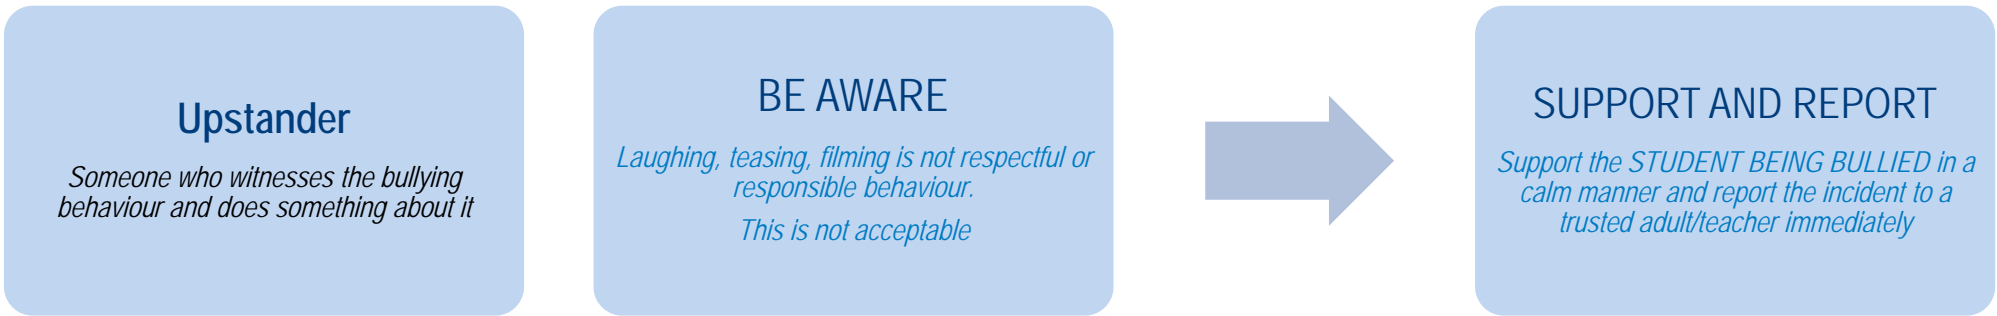 Upstander
Someone who witnesses the bullying
behaviour and does something about it
BE AWARE
Laughing, teasing, filming is not respectful or
responsible behaviour.
This is not acceptable
SUPPORT AND REPORT
Support the STUDENT BEING BULLIED in a
calm manner and report the incident to a
trusted adult/teacher immediately